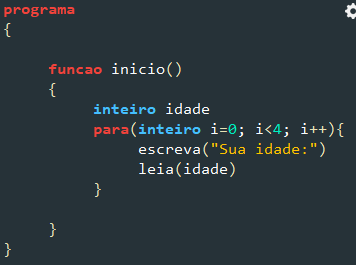 programa
{
funcao inicio()
{
inteiro idade
para(inteiro i=0; i<4; i++){
escreva("Sua idade:")
leia(idade)
}
}
}